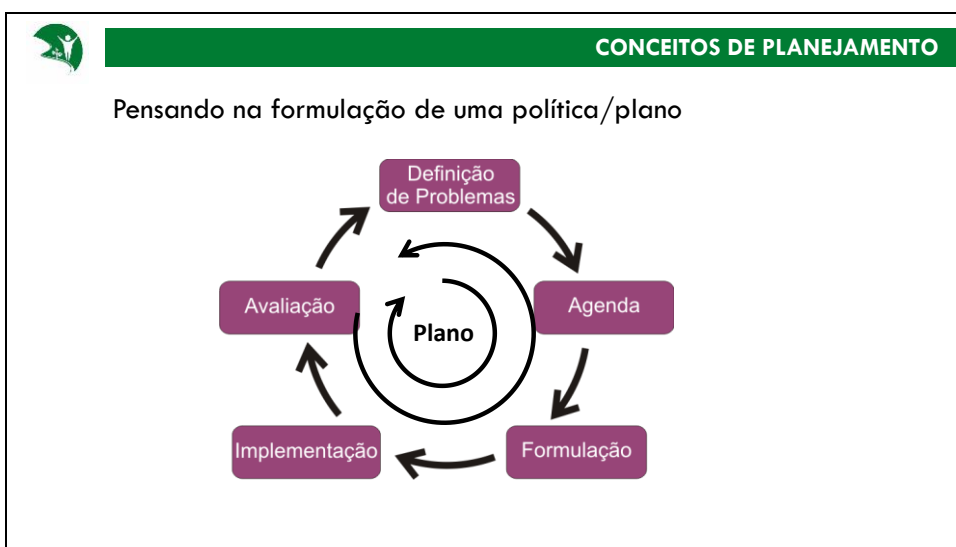 CONCEITOS DE PLANEJAMENTO
Pensando na formulação de uma política/plano
Definição
de Problemas
Avaliação
Agenda
Plano
Implementação
Formulação